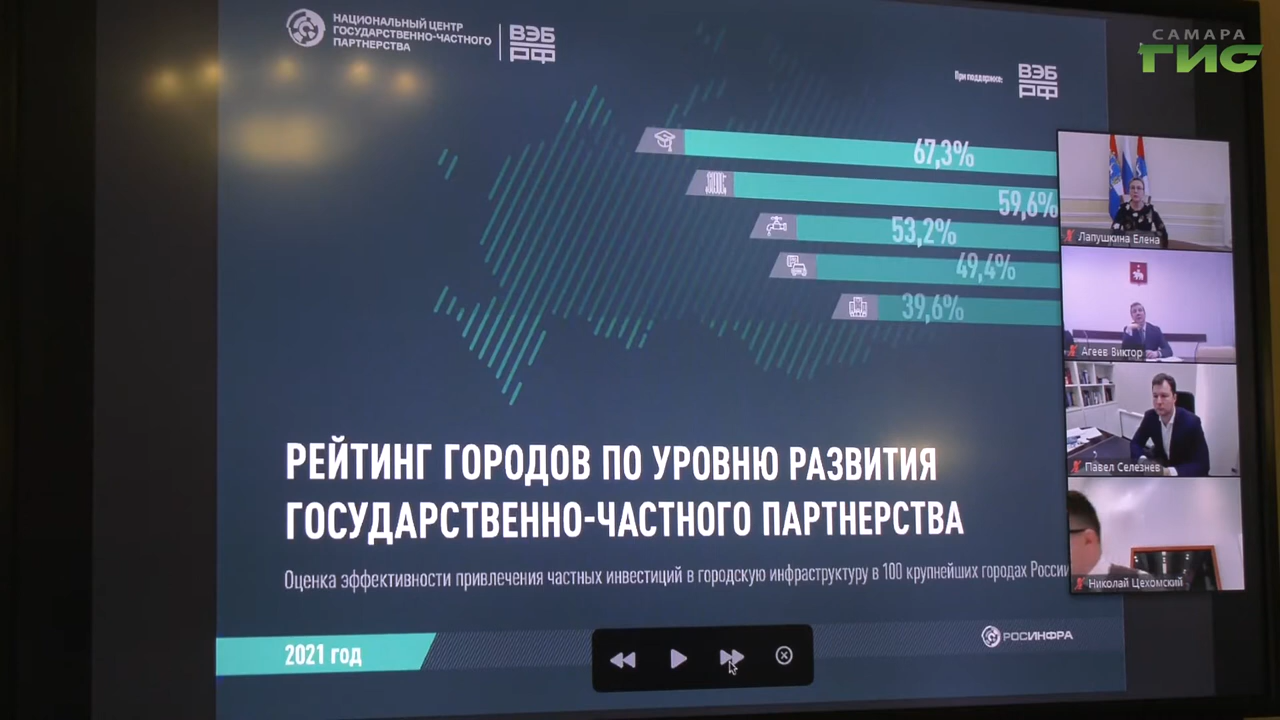 НАЦИОНАЛЬНЫЙ ЦЕНТР
ГОСУДАРСТВЕННО-ЧАСТНОГО
ПАРТНЕРСТВА
ВЭБ
РФ
САМАРА
ГИС
При поддержке:
ВЭБ
РФ
67,3%
59,6%
53,2%
49,4%
39,6%
Лапушкина Елена
Агеев Виктор
Павел Селезнев
Николай Цехомский
РЕЙТИНГ ГОРОДОВ ПО УРОВНЮ РАЗВИТИЯ
ГОСУДАРСТВЕННО-ЧАСТНОГО ПАРТНЕРСТВА
Оценка эффективности привлечения частных инвестиций в городскую инфраструктуру в 100 крупнейших городах России
2021 год
РОСИНФРА